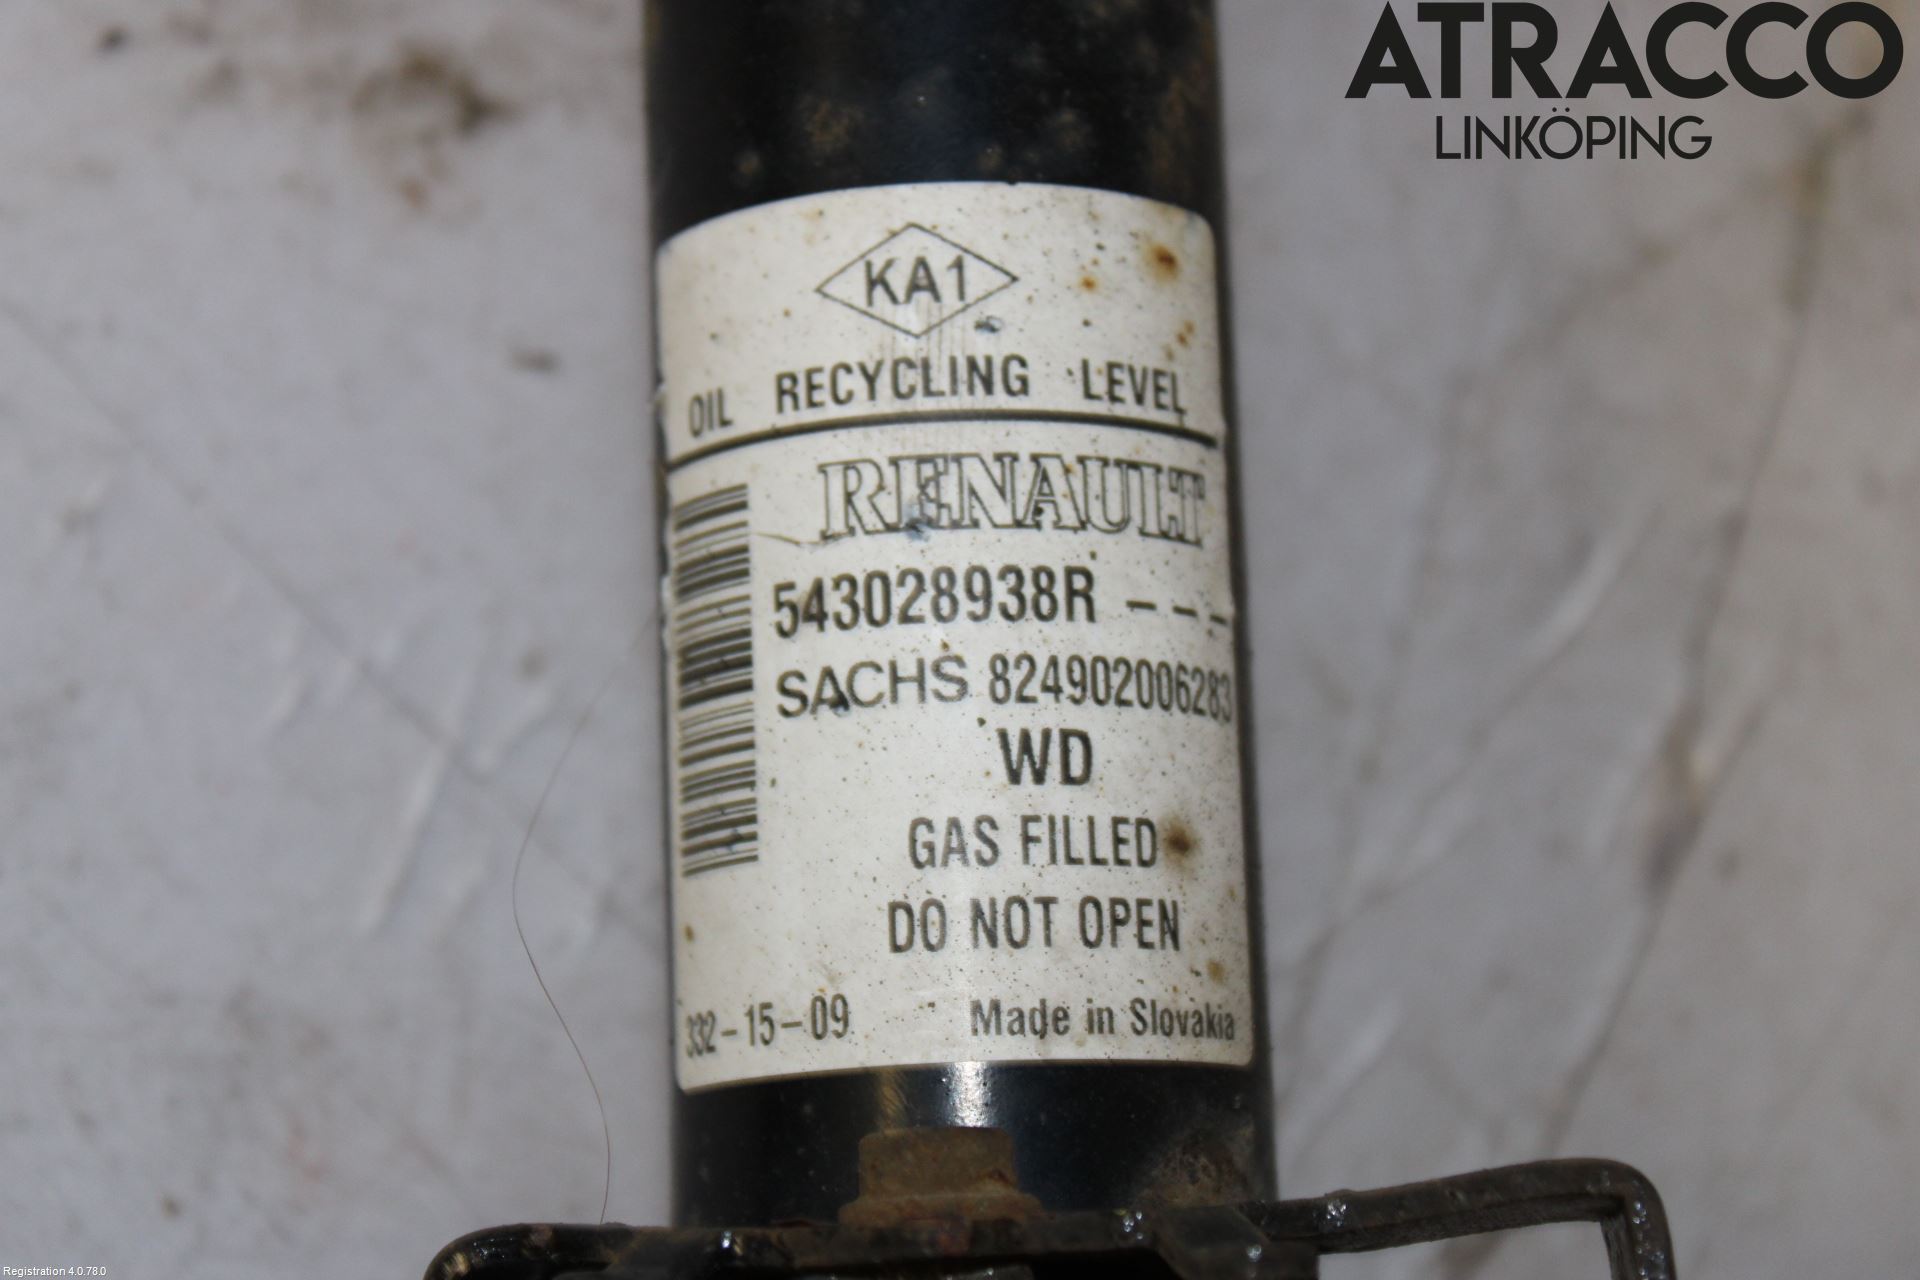 ATRACCO
LINKÖPING
KA1
OIL RECYCLING LEVEL
RENAULT
543028938R - - -
SACHS 824902006283
WD
GAS FILLED
DO NOT OPEN
332-15-09 Made in Slovakia
Registration 4.0.78.0